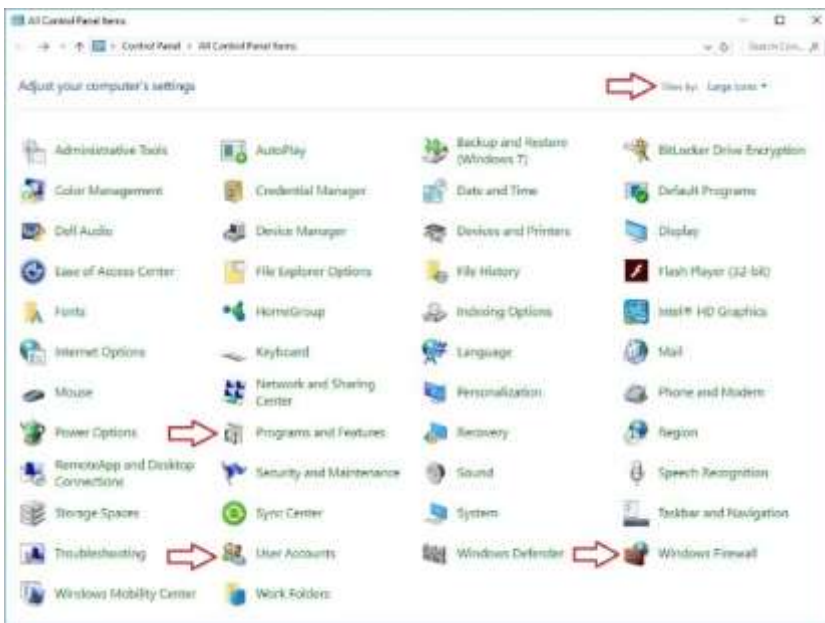 All Control Panel Items
Control Panel All Control Panel Items
Search Con...
Adjust your computer's settings
View by: Large icons
Administrative Tools
AutoPlay
Backup and Restore
(Windows 7)
BitLocker Drive Encryption
Color Management
Credential Manager
Date and Time
Default Programs
Dell Audio
Device Manager
Devices and Printers
Display
Ease of Access Center
File Explorer Options
File History
Flash Player (32-bit)
Fonts
HomeGroup
Indexing Options
Intel® HD Graphics
Internet Options
Keyboard
Language
Mail
Mouse
Network and Sharing
Center
Personalization
Phone and Modem
Power Options
Programs and Features
Recovery
Region
RemoteApp and Desktop
Connections
Security and Maintenance
Sound
Speech Recognition
Storage Spaces
Sync Center
System
Taskbar and Navigation
Troubleshooting
User Accounts
Windows Defender
Windows Firewall
Windows Mobility Center
Work Folders